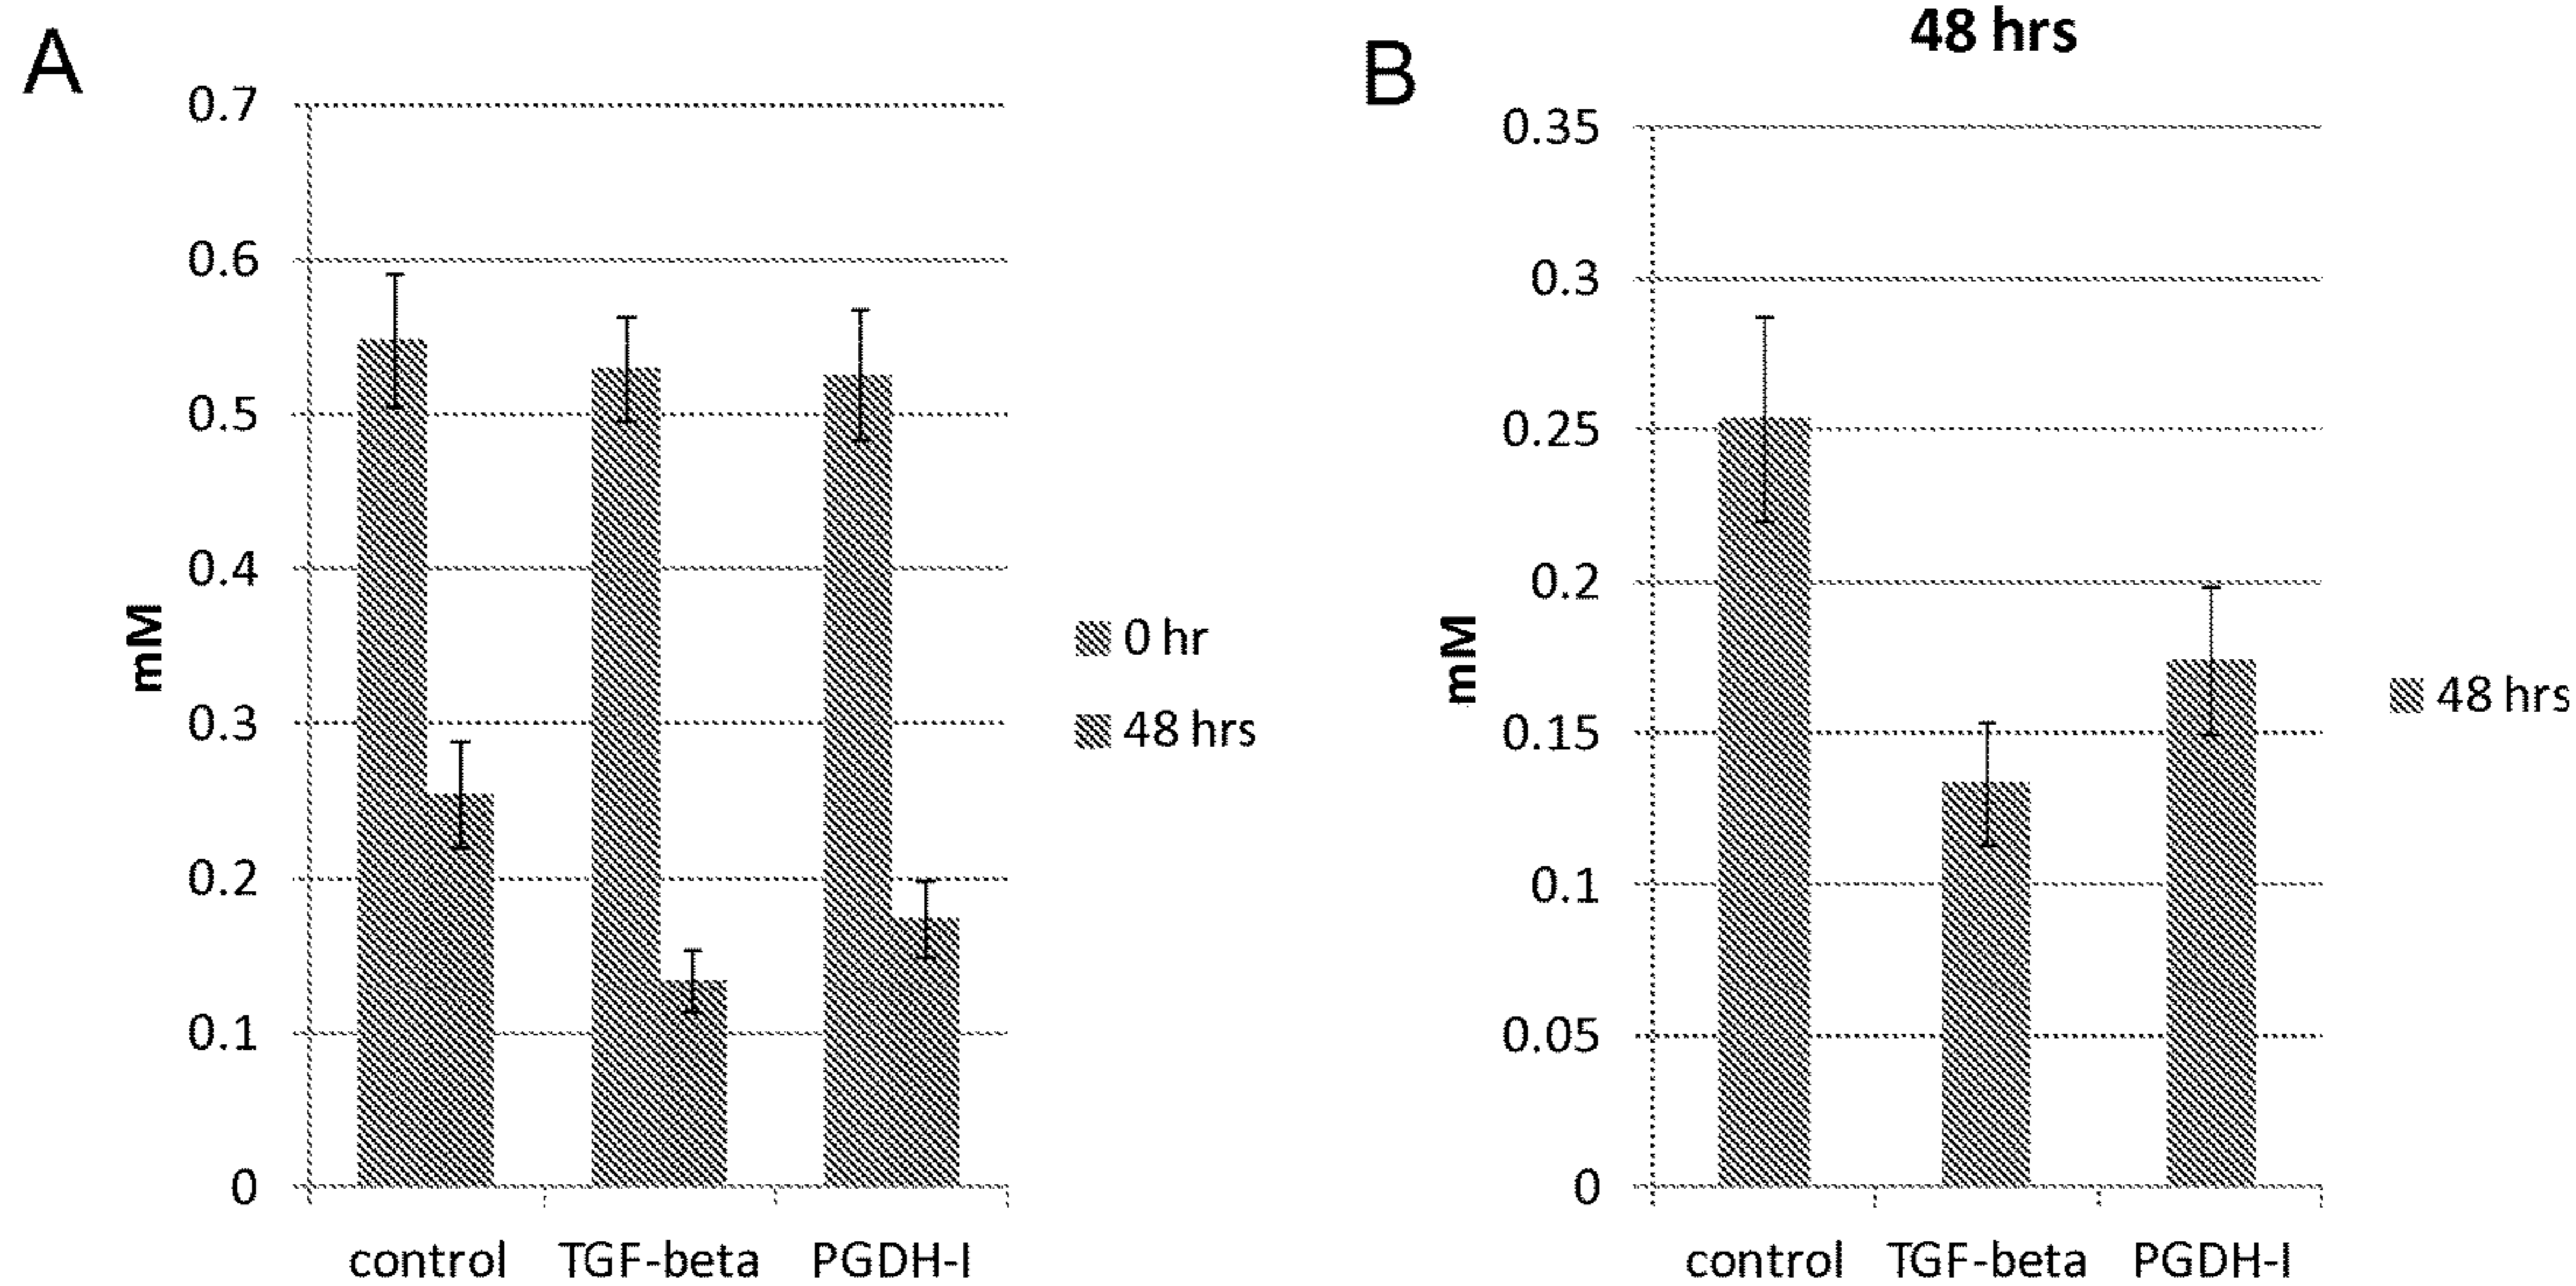 A
0.7
0.6
0.5
0.4
0.3
0.2
0.1
0
mM
control TGF-beta PGDH-I
0 hr
48 hrs
B
48 hrs
0.35
0.3
0.25
0.2
0.15
0.1
0.05
0
mM
control TGF-beta PGDH-I
48 hrs